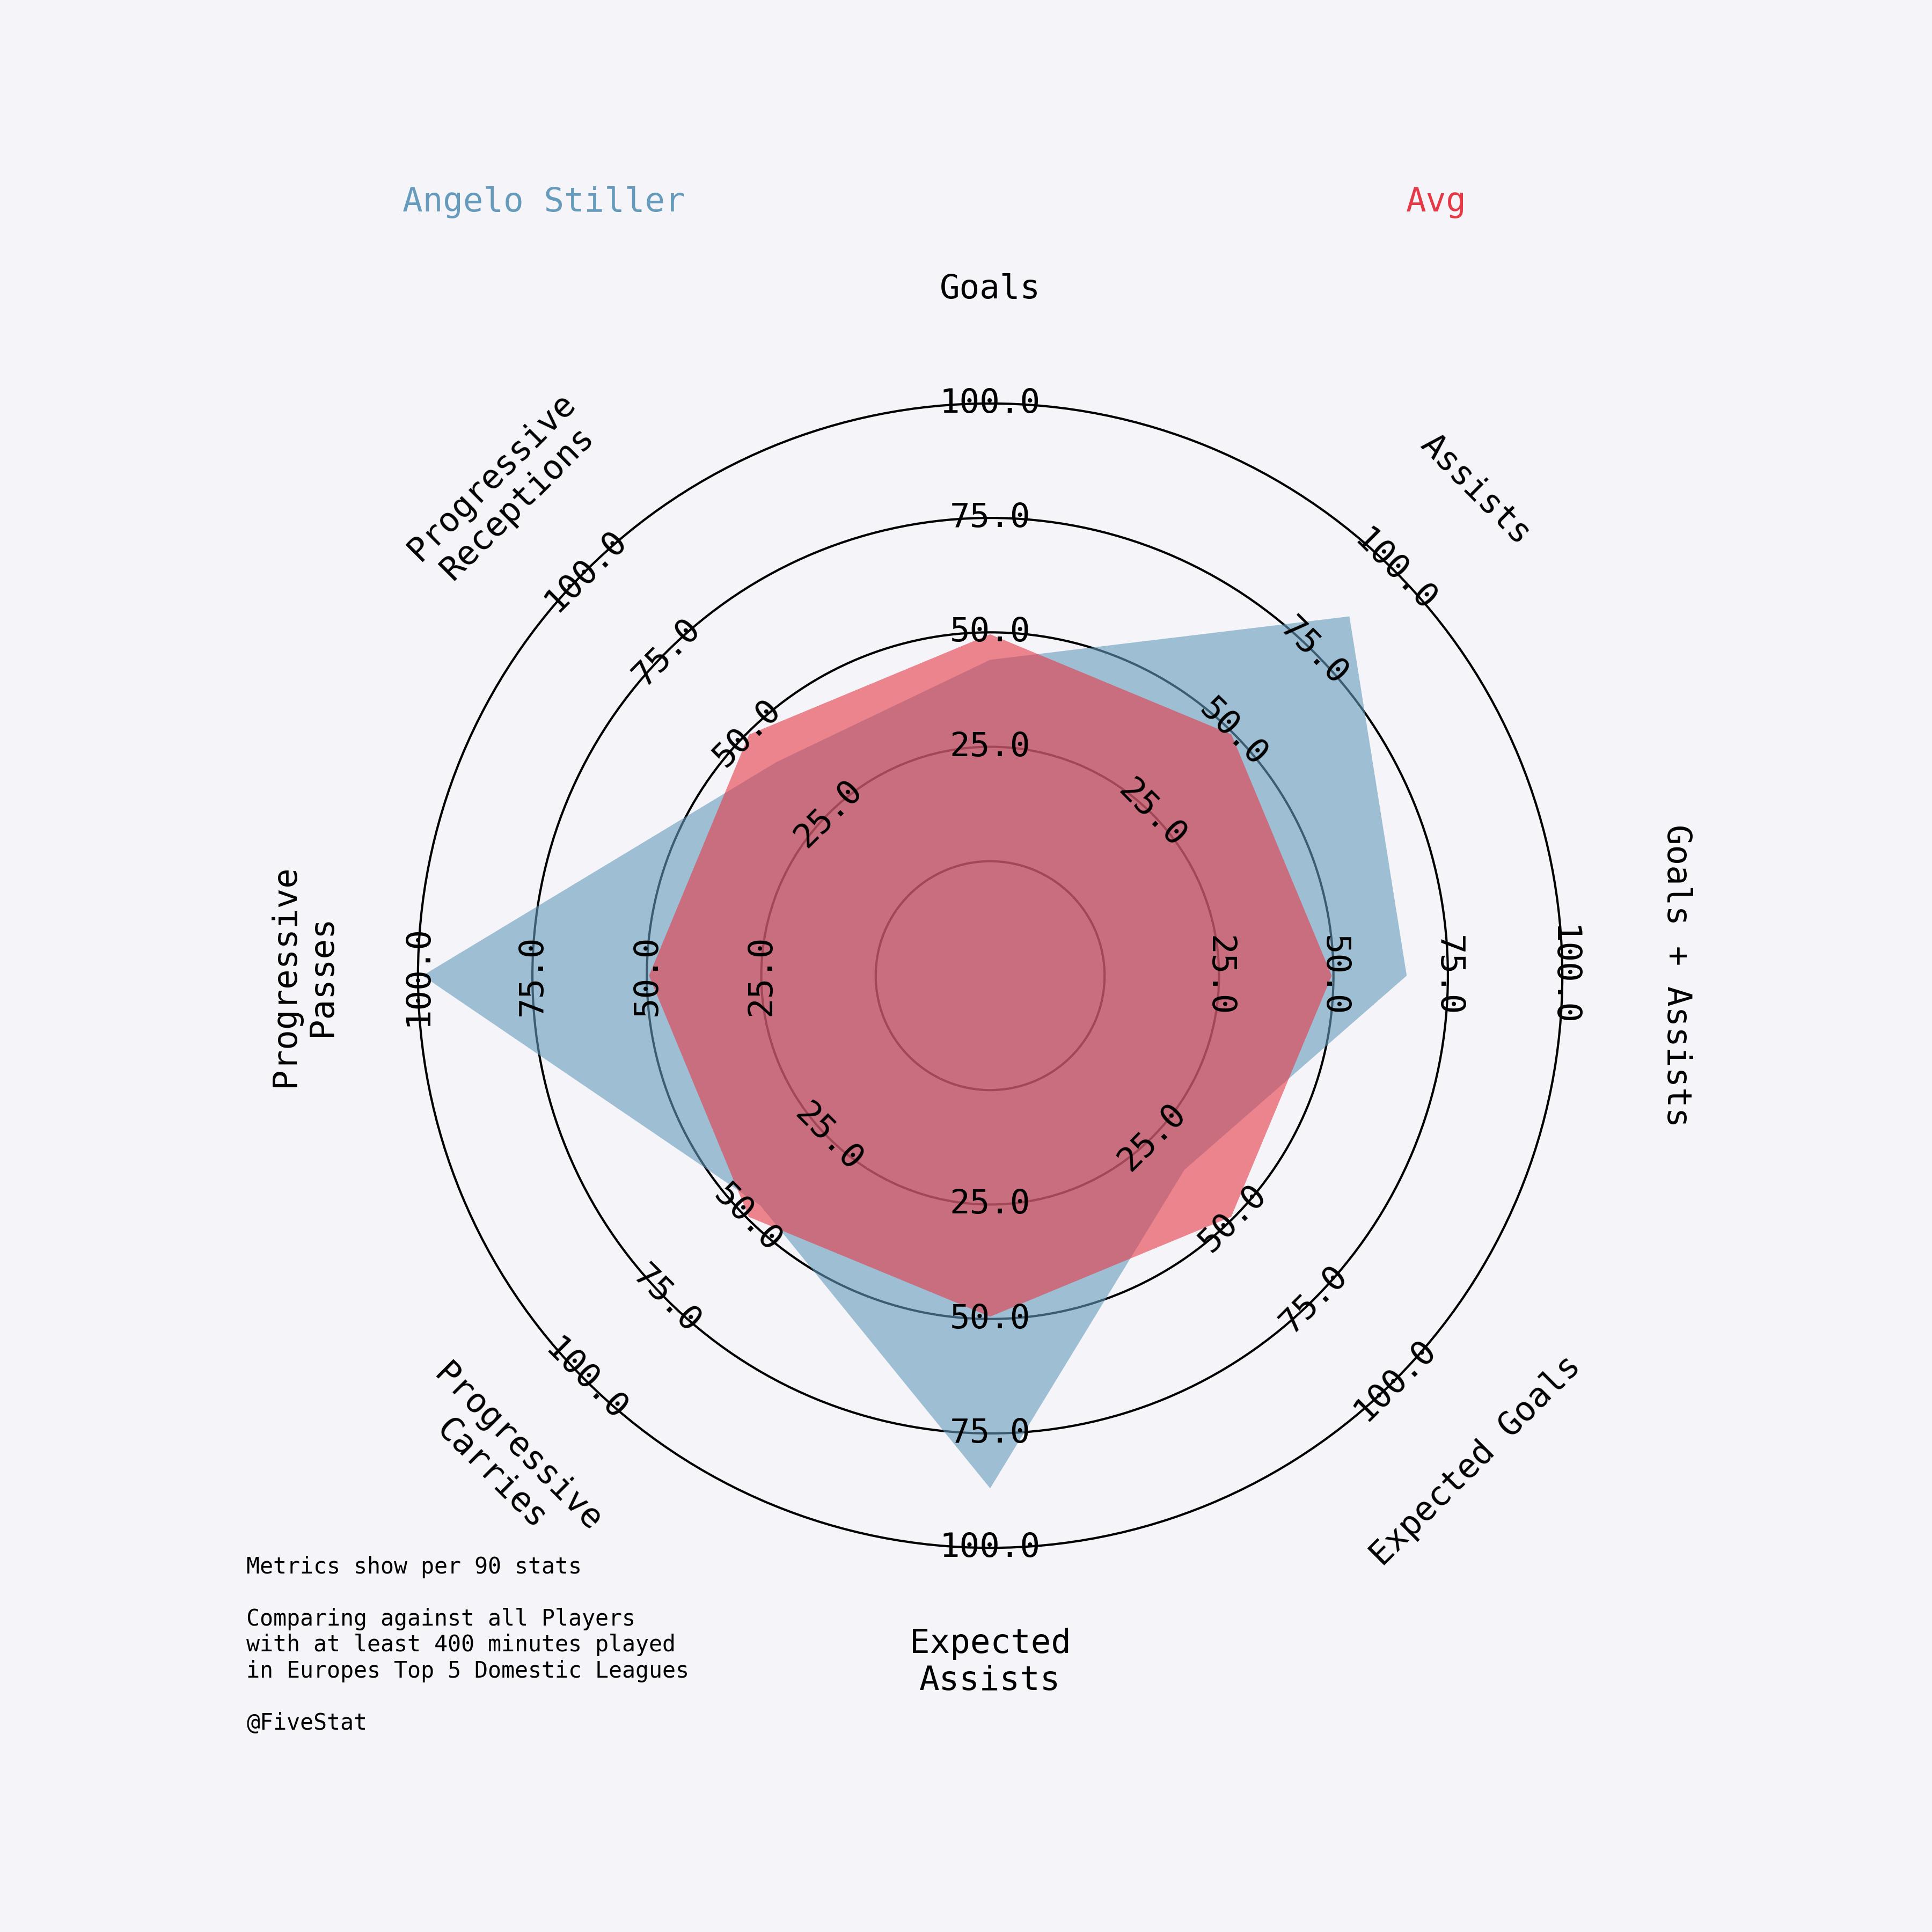 Angelo Stiller
Avg
Goals
Assists
Goals + Assists
Expected Goals
Expected
Assists
Progressive
Carries
Progressive
Passes
Progressive
Receptions
25.0
50.0
75.0
100.0
25.0
50.0
75.0
100.0
25.0
50.0
75.0
100.0
25.0
50.0
75.0
100.0
25.0
50.0
75.0
100.0
25.0
50.0
75.0
100.0
25.0
50.0
75.0
100.0
25.0
50.0
75.0
100.0
Metrics show per 90 stats
Comparing against all Players
with at least 400 minutes played
in Europes Top 5 Domestic Leagues
@FiveStat